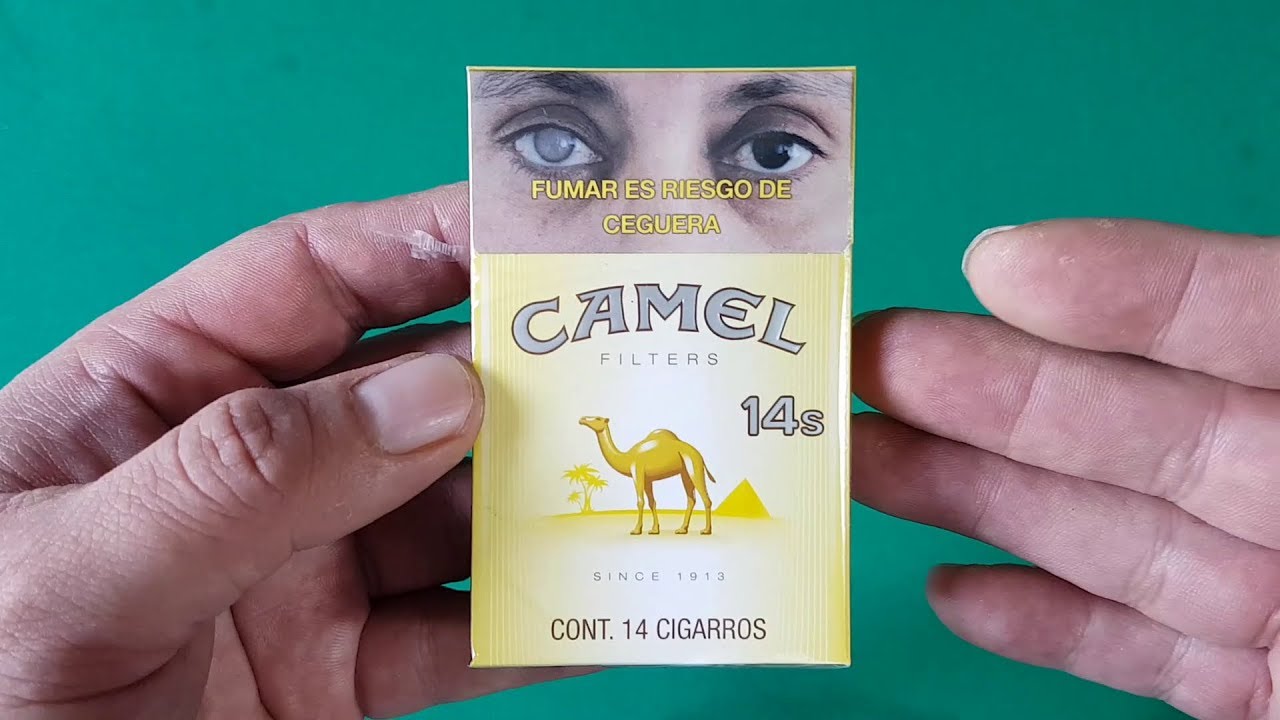 FUMAR ES RIESGO DE
CEGUERA
CAMEL
FILTERS
14s
SINCE 1913
CONT. 14 CIGARROS